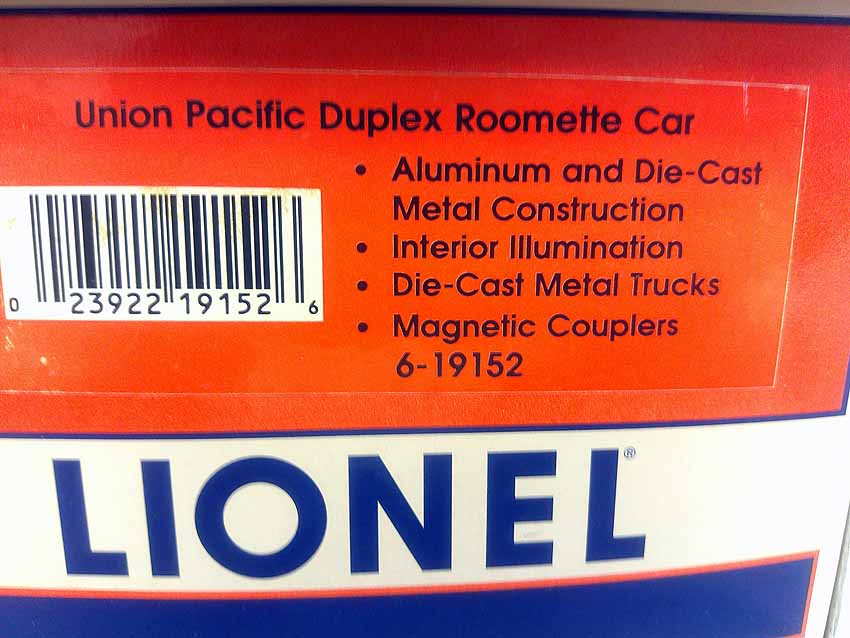 Union Pacific Duplex Roomette Car
• Aluminum and Die-Cast
Metal Construction
• Interior Illumination
• Die-Cast Metal Trucks
• Magnetic Couplers
6-19152
0 23922 19152 6
LIONEL®